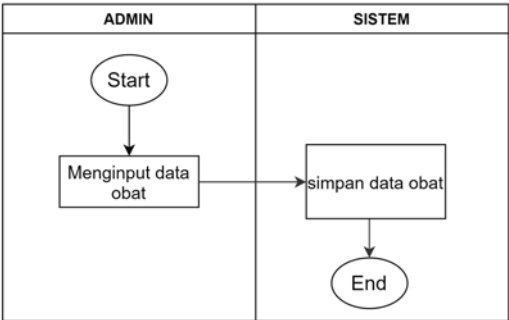 ADMIN
SISTEM
Start
Menginput data
obat
simpan data obat
End